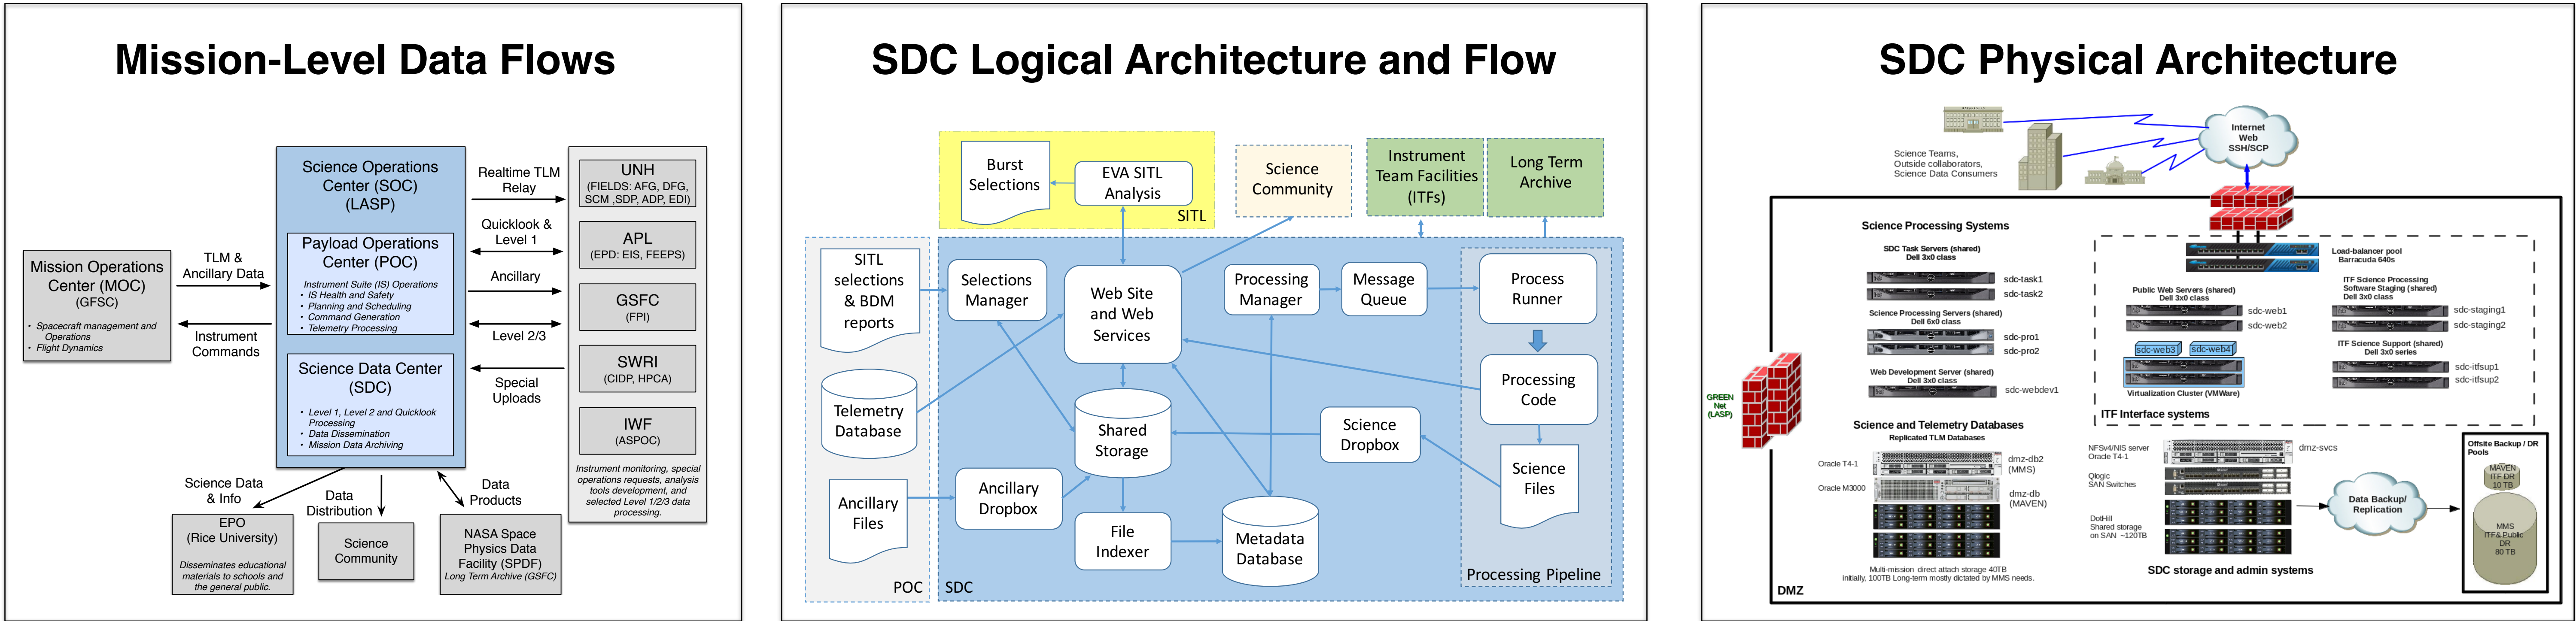 Mission-Level Data Flows
Mission Operations
Center (MOC)
(GFSC)
• Spacecraft management and
Operations
• Flight Dynamics
TLM &
Ancillary Data
Instrument
Commands
Science Operations
Center (SOC)
(LASP)
Payload Operations
Center (POC)
Instrument Suite (IS) Operations
• IS Health and Safety
• Planning and Scheduling
• Command Generation
• Telemetry Processing
Science Data Center
(SDC)
• Level 1, Level 2 and Quicklook
Processing
• Data Dissemination
• Mission Data Archiving
Realtime TLM
Relay
Quicklook &
Level 1
Ancillary
Level 2/3
Special
Uploads
UNH
(FIELDS: AFG, DFG,
SCM ,SDP, ADP, EDI)
APL
(EPD: EIS, FEEPS)
GSFC
(FPI)
SWRI
(CIDP, HPCA)
IWF
(ASPOC)
Instrument monitoring, special
operations requests, analysis
tools development, and
selected Level 1/2/3 data
processing.
Science Data
& Info
Data
Distribution
Data
Products
EPO
(Rice University)
Disseminates educational
materials to schools and
the general public.
Science
Community
NASA Space
Physics Data
Facility (SPDF)
Long Term Archive (GSFC)
SDC Logical Architecture and Flow
Burst
Selections
EVA SITL
Analysis
SITL
Science
Community
Instrument
Team Facilities
(ITFs)
Long Term
Archive
SITL
selections
& BDM
reports
Telemetry
Database
Ancillary
Files
POC
Selections
Manager
Web Site
and Web
Services
Processing
Manager
Message
Queue
Process
Runner
Processing
Code
Shared
Storage
Science
Dropbox
Science
Files
Ancillary
Dropbox
File
Indexer
Metadata
Database
Processing Pipeline
SDC
SDC Physical Architecture
Internet
Web
SSH/SCP
Science Teams,
Outside collaborators,
Science Data Consumers
Science Processing Systems
SDC Task Servers (shared)
Dell 3x0 class
sdc-task1
sdc-task2
Science Processing Servers (shared)
Dell 6x0 class
sdc-pro1
sdc-pro2
Web Development Server (shared)
Dell 3x0 class
sdc-webdev1
GREEN
Net
(LASP)
Load-balancer pool
Barracuda 640s
Public Web Servers (shared)
Dell 3x0 class
sdc-web1
sdc-web2
sdc-web3
sdc-web4
Virtualization Cluster (VMWare)
ITF Science Processing
Software Staging (shared)
Dell 3x0 class
sdc-staging1
sdc-staging2
ITF Science Support (shared)
Dell 3x0 series
sdc-itfsup1
sdc-itfsup2
ITF Interface systems
Science and Telemetry Databases
Replicated TLM Databases
Oracle T4-1
dmz-db2
(MMS)
Oracle M3000
dmz-db
(MAVEN)
Multi-mission direct attach storage 40TB
initially, 100TB Long-term mostly dictated by MMS needs.
NFSv4/NIS server
Oracle T4-1
dmz-svcs
Qlogic
SAN Switches
DotHill
Shared storage
on SAN ~120TB
SDC storage and admin systems
Data Backup/
Replication
Offsite Backup / DR
Pools
MAVEN
ITF DR
10 TB
MMS
ITF& Public
DR
80 TB
DMZ